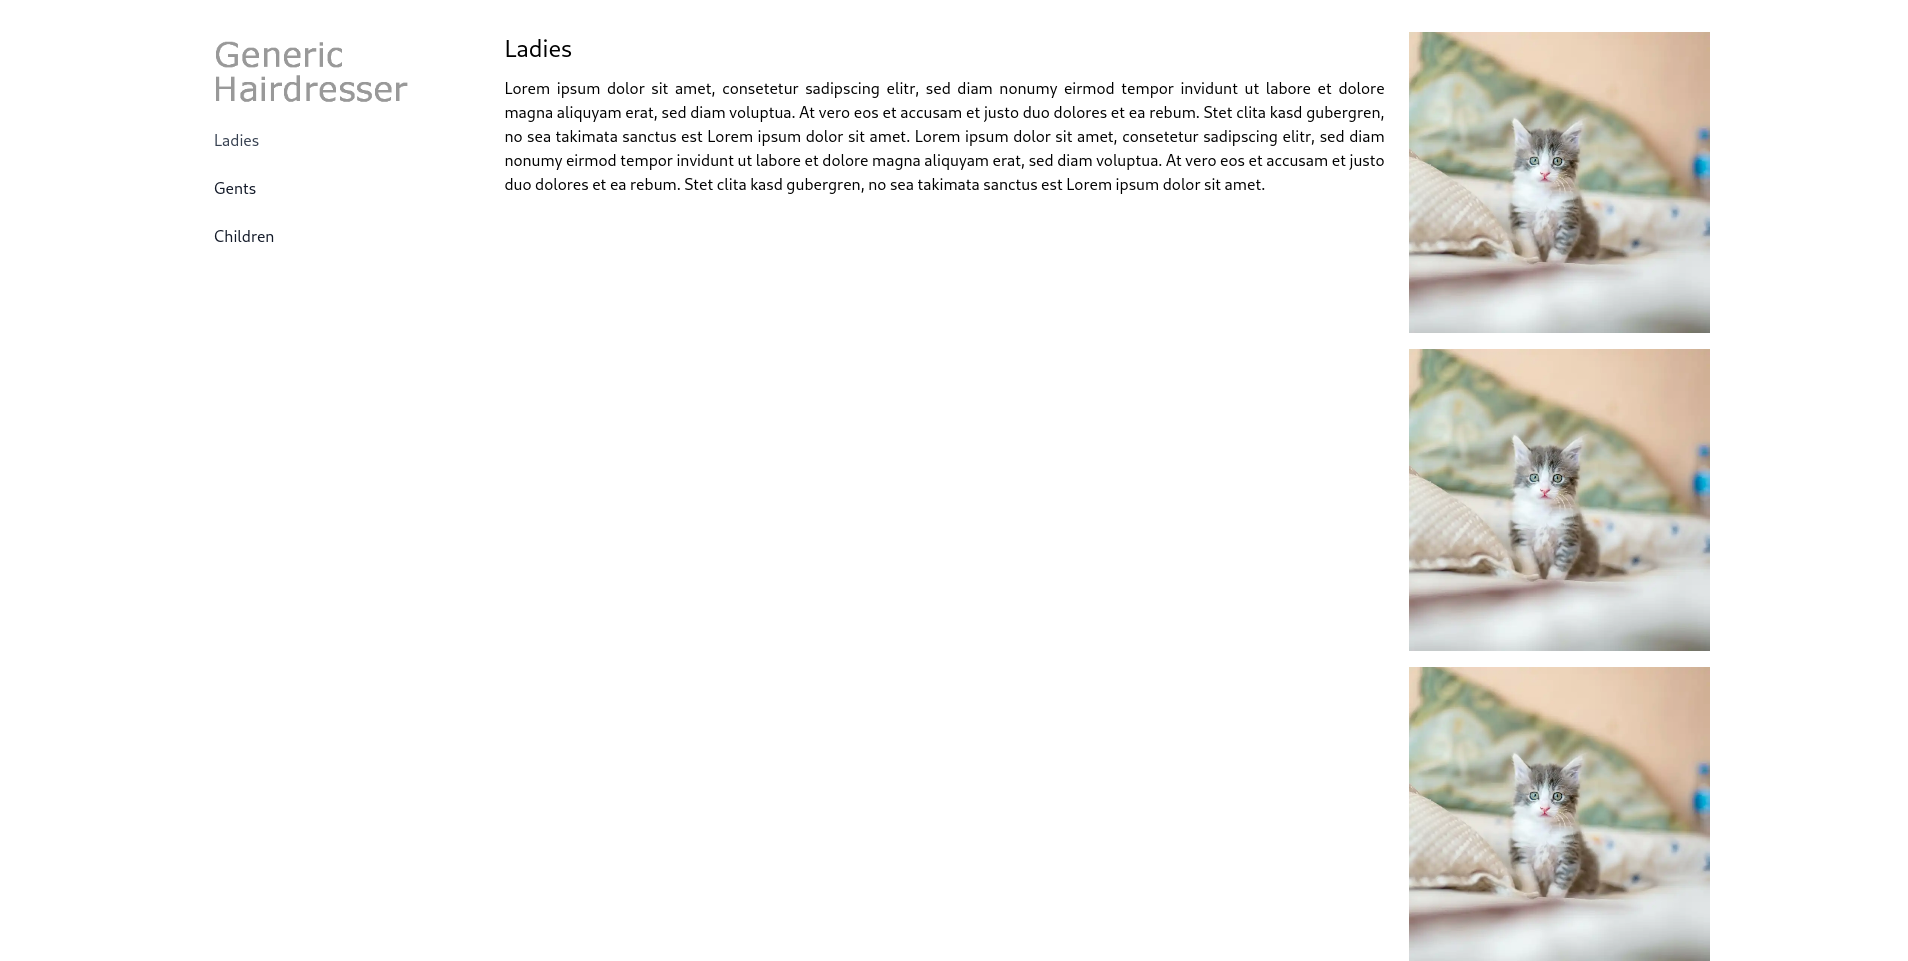 Generic
Hairdresser
Ladies
Gents
Children
Ladies
Lorem ipsum dolor sit amet, consetetur sadipscing elitr, sed diam nonumy eirmod tempor invidunt ut labore et dolore
magna aliquyam erat, sed diam voluptua. At vero eos et accusam et justo duo dolores et ea rebum. Stet clita kasd gubergren,
no sea takimata sanctus est Lorem ipsum dolor sit amet. Lorem ipsum dolor sit amet, consetetur sadipscing elitr, sed diam
nonumy eirmod tempor invidunt ut labore et dolore magna aliquyam erat, sed diam voluptua. At vero eos et accusam et justo
duo dolores et ea rebum. Stet clita kasd gubergren, no sea takimata sanctus est Lorem ipsum dolor sit amet.